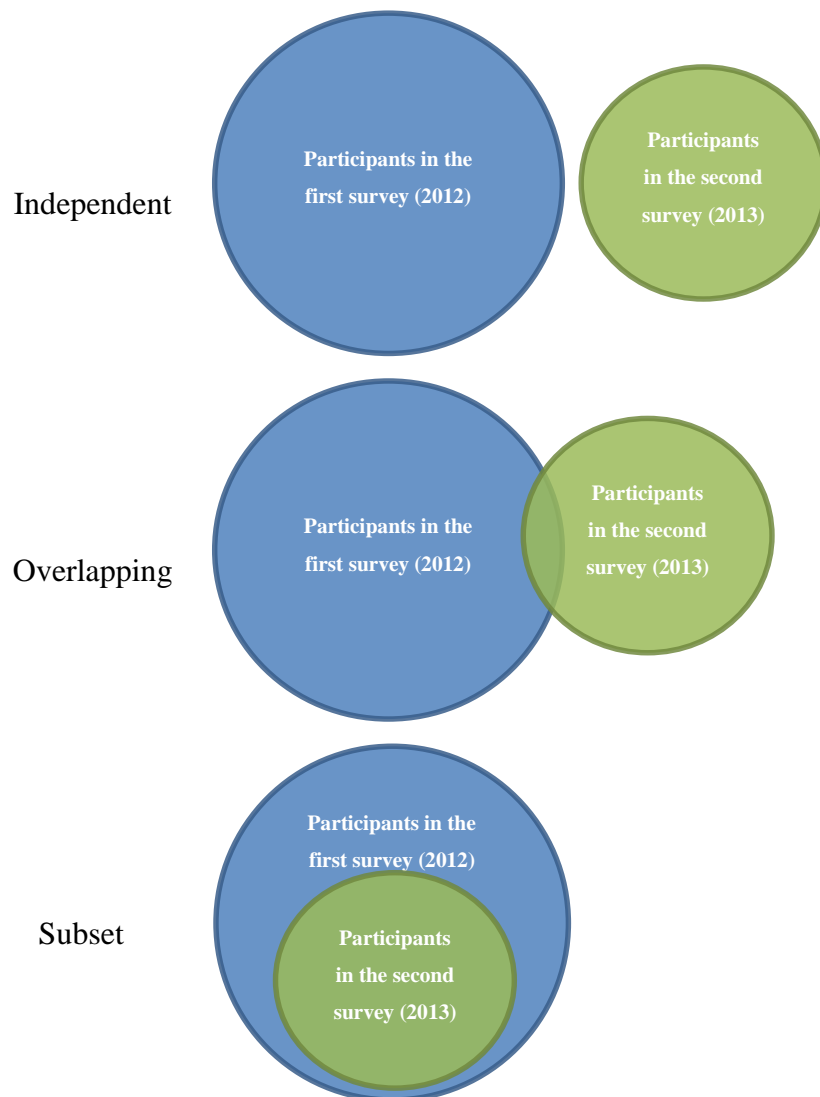 Independent
Participants in the
first survey (2012)
Participants
in the second
survey (2013)
Overlapping
Participants in the
first survey (2012)
Participants
in the second
survey (2013)
Subset
Participants in the
first survey (2012)
Participants
in the second
survey (2013)